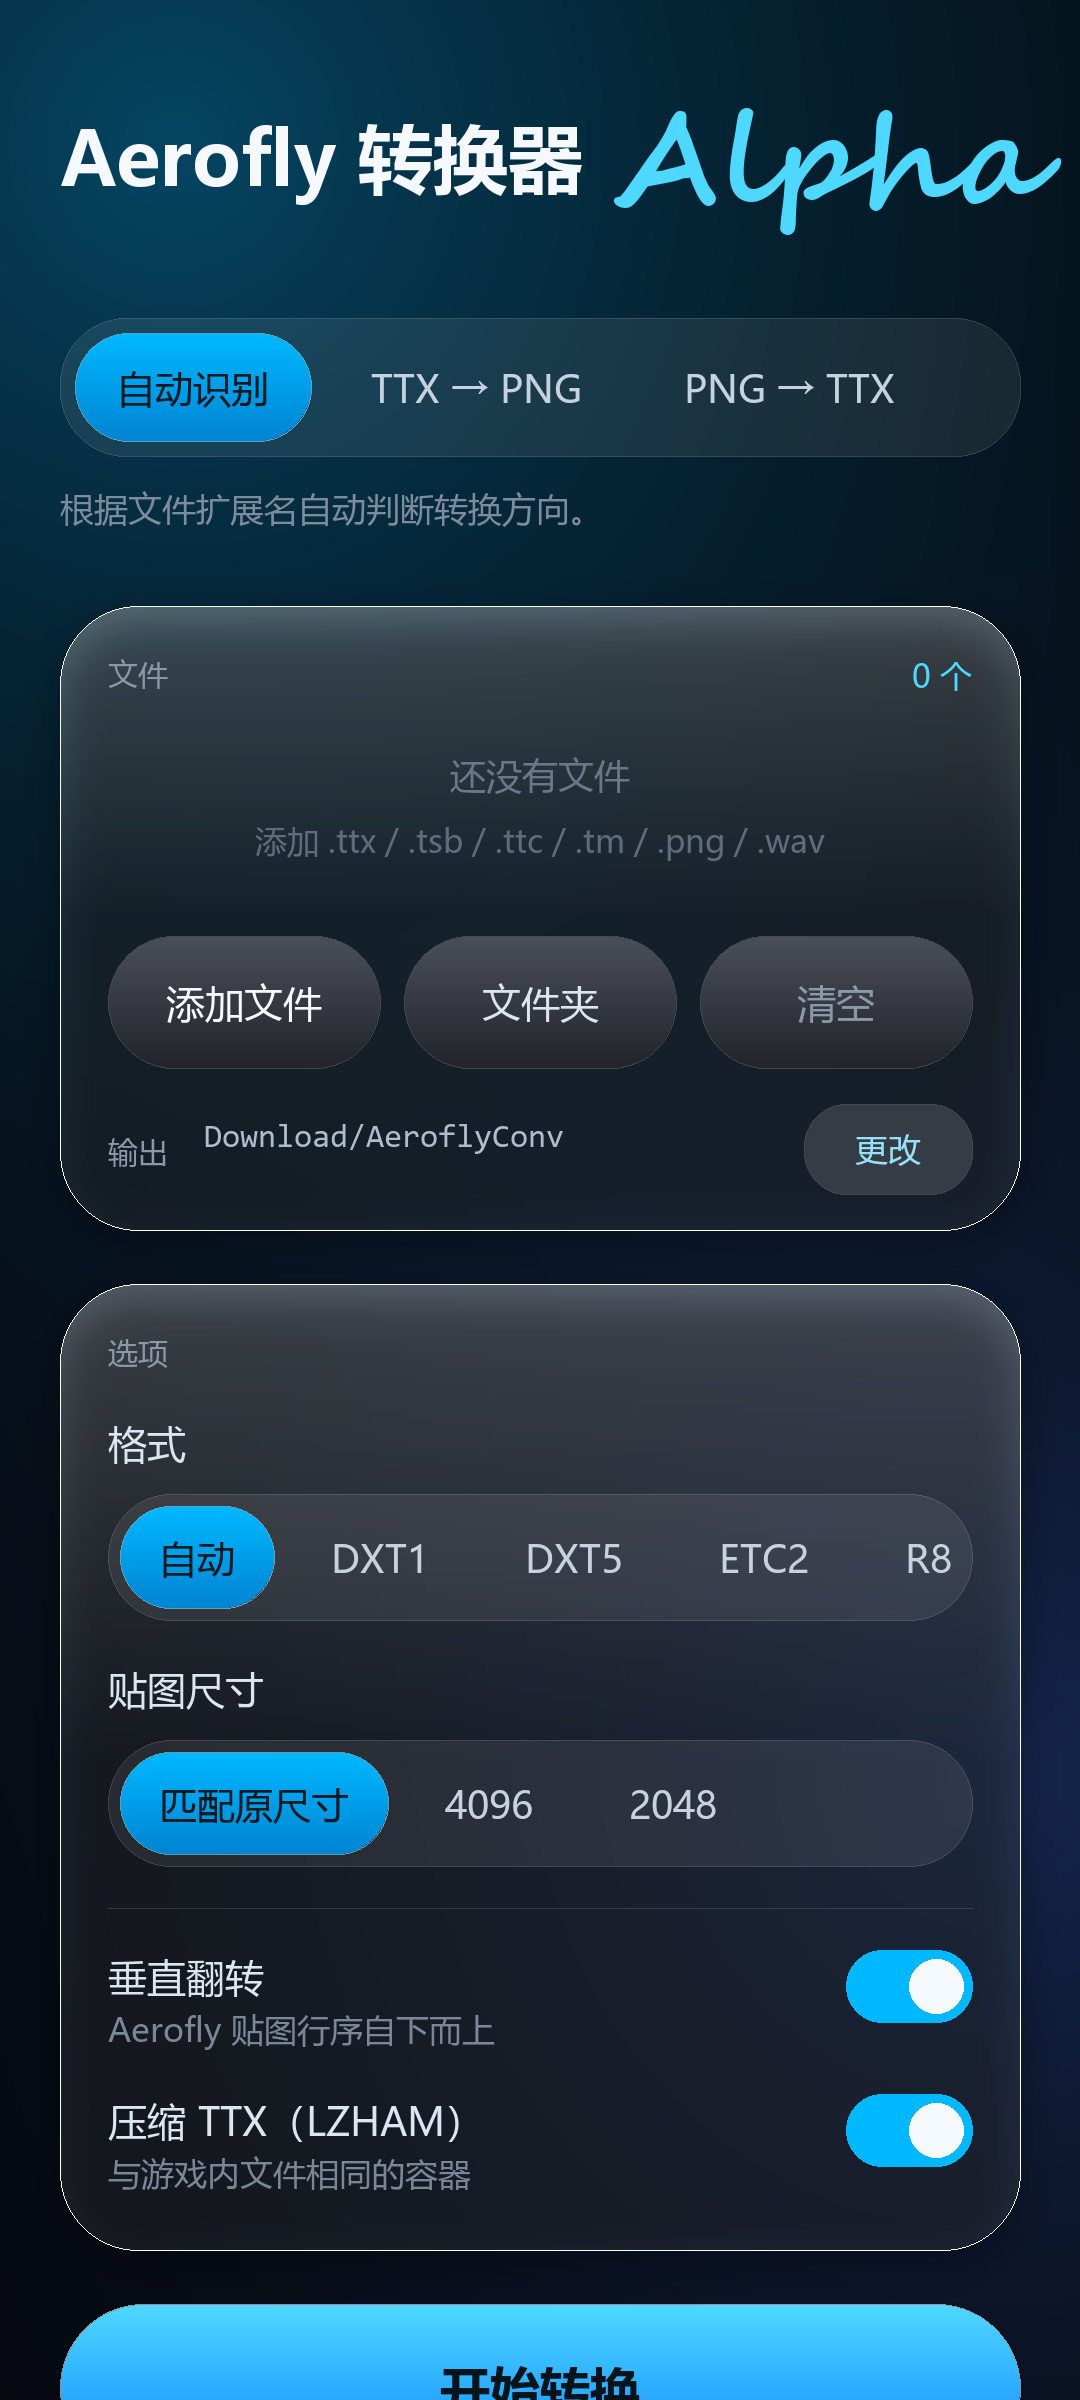 Aerofly 转换器 Alpha
自动识别 TTX → PNG PNG → TTX
根据文件扩展名自动判断转换方向。
文件 0 个
还没有文件
添加 .ttx / .tsb / .ttc / .tm / .png / .wav
添加文件 文件夹 清空
输出 Download/AeroflyConv 更改
选项
格式
自动 DXT1 DXT5 ETC2 R8
贴图尺寸
匹配原尺寸 4096 2048
垂直翻转
Aerofly 贴图行序自下而上
压缩 TTX（LZHAM）
与游戏内文件相同的容器
开始转换